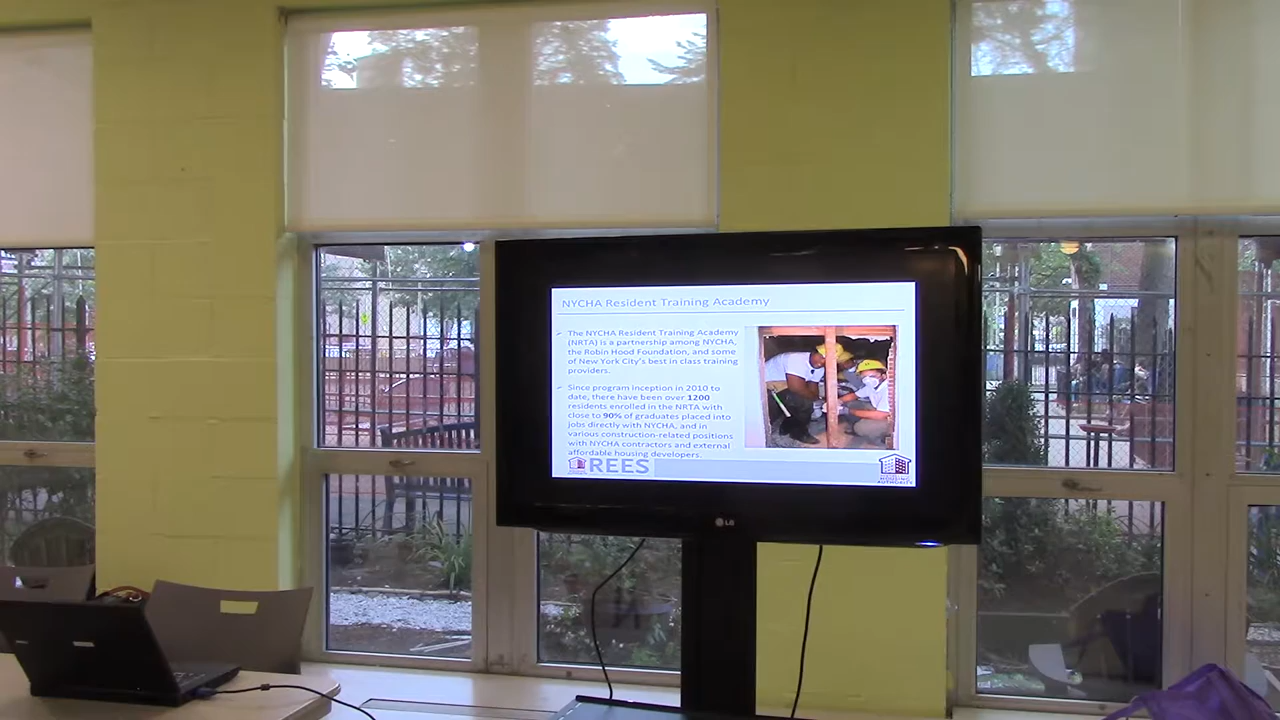 NYCHA Resident Training Academy
The NYCHA Resident Training Academy
(NRTA) is a partnership among NYCHA,
the Robin Hood Foundation, and some
of New York City's best in class training
providers.
Since program inception in 2010 to
date, there have been over 1200
residents enrolled in the NRTA with
close to 90% of graduates placed into
jobs directly with NYCHA, and in
various construction-related positions
with NYCHA contractors and external
affordable housing developers.
REES
HOUSING
AUTHORITY
LG